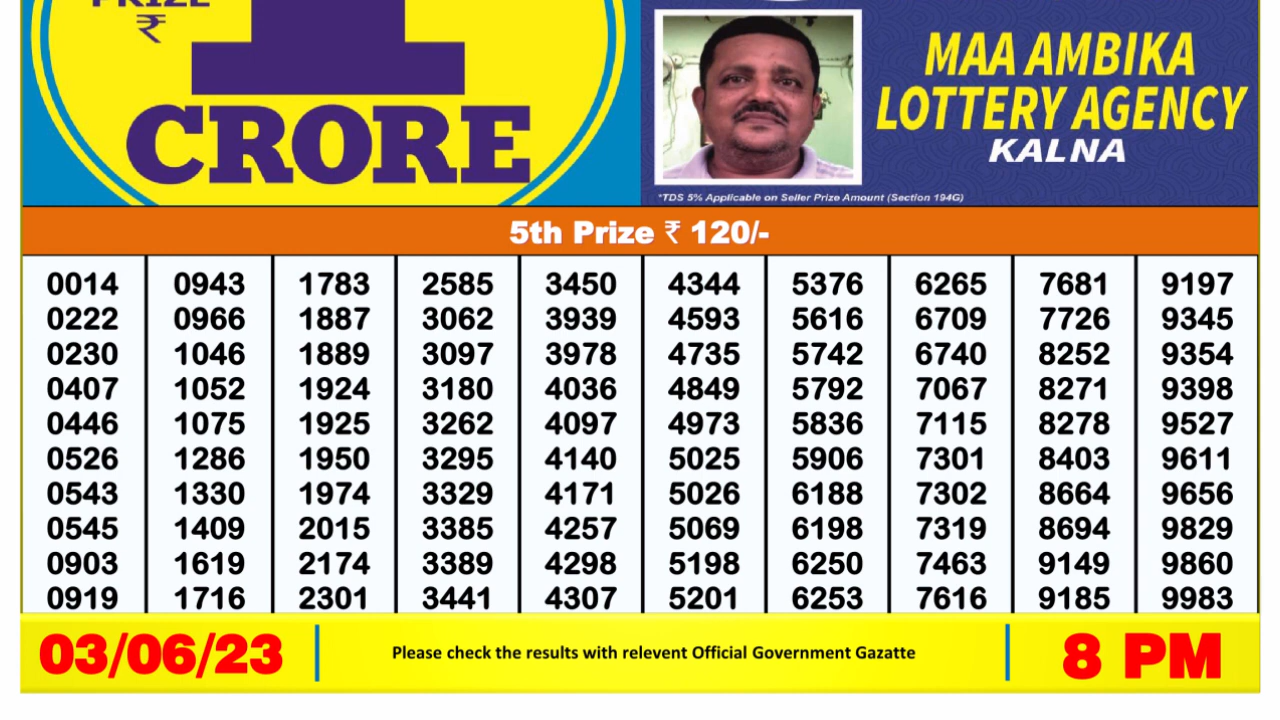 PRIZE
₹
1
CRORE
MAA AMBIKA
LOTTERY AGENCY
KALNA
*TDS 5% Applicable on Seller Prize Amount (Section 194G)
5th Prize ₹ 120/-
0014 0943 1783 2585 3450 4344 5376 6265 7681 9197
0222 0966 1887 3062 3939 4593 5616 6709 7726 9345
0230 1046 1889 3097 3978 4735 5742 6740 8252 9354
0407 1052 1924 3180 4036 4849 5792 7067 8271 9398
0446 1075 1925 3262 4097 4973 5836 7115 8278 9527
0526 1286 1950 3295 4140 5025 5906 7301 8403 9611
0543 1330 1974 3329 4171 5026 6188 7302 8664 9656
0545 1409 2015 3385 4257 5069 6198 7319 8694 9829
0903 1619 2174 3389 4298 5198 6250 7463 9149 9860
0919 1716 2301 3441 4307 5201 6253 7616 9185 9983
03/06/23 Please check the results with relevent Official Government Gazatte 8 PM